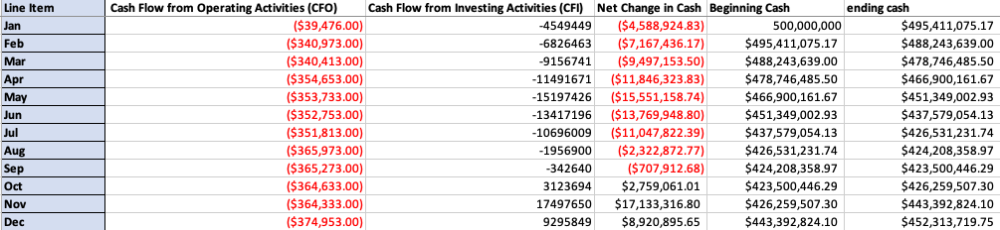 Line Item Cash Flow from Operating Activities (CFO) Cash Flow from Investing Activities (CFI) Net Change in Cash Beginning Cash ending cash
Jan ($39,476.00) -4549449 ($4,588,924.83) 500,000,000 $495,411,075.17
Feb ($340,973.00) -6826463 ($7,167,436.17) $495,411,075.17 $488,243,639.00
Mar ($340,413.00) -9156741 ($9,497,153.50) $488,243,639.00 $478,746,485.50
Apr ($354,653.00) -11491671 ($11,846,323.83) $478,746,485.50 $466,900,161.67
May ($353,733.00) -15197426 ($15,551,158.74) $466,900,161.67 $451,349,002.93
Jun ($352,753.00) -13417196 ($13,769,948.80) $451,349,002.93 $437,579,054.13
Jul ($351,813.00) -10696009 ($11,047,822.39) $437,579,054.13 $426,531,231.74
Aug ($365,973.00) -1956900 ($2,322,872.77) $426,531,231.74 $424,208,358.97
Sep ($365,273.00) -342640 ($707,912.68) $424,208,358.97 $423,500,446.29
Oct ($364,633.00) 3123694 $2,759,061.01 $423,500,446.29 $426,259,507.30
Nov ($364,333.00) 17497650 $17,133,316.80 $426,259,507.30 $443,392,824.10
Dec ($374,953.00) 9295849 $8,920,895.65 $443,392,824.10 $452,313,719.75